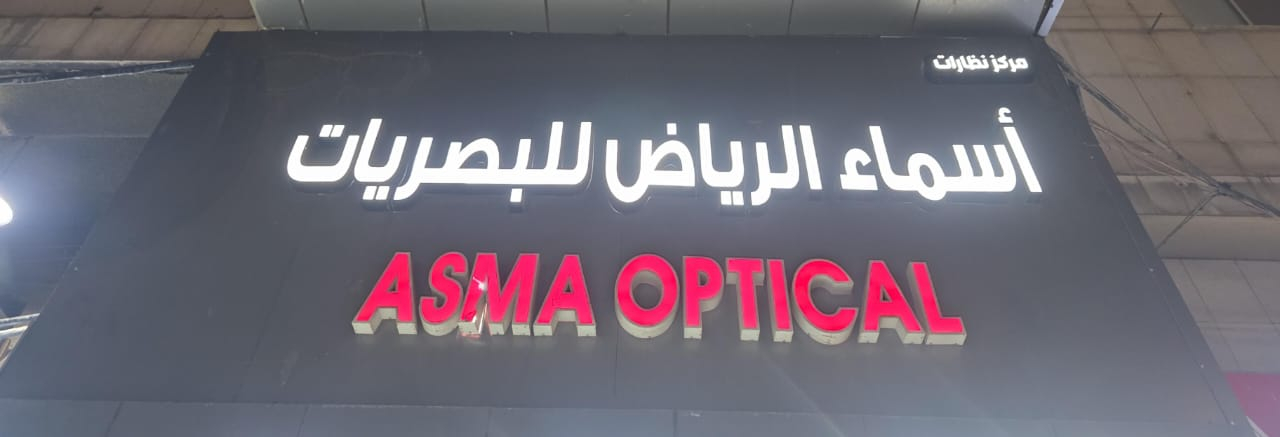 مركز نظارات
أسماء الرياض للبصريات
ASMA OPTICAL